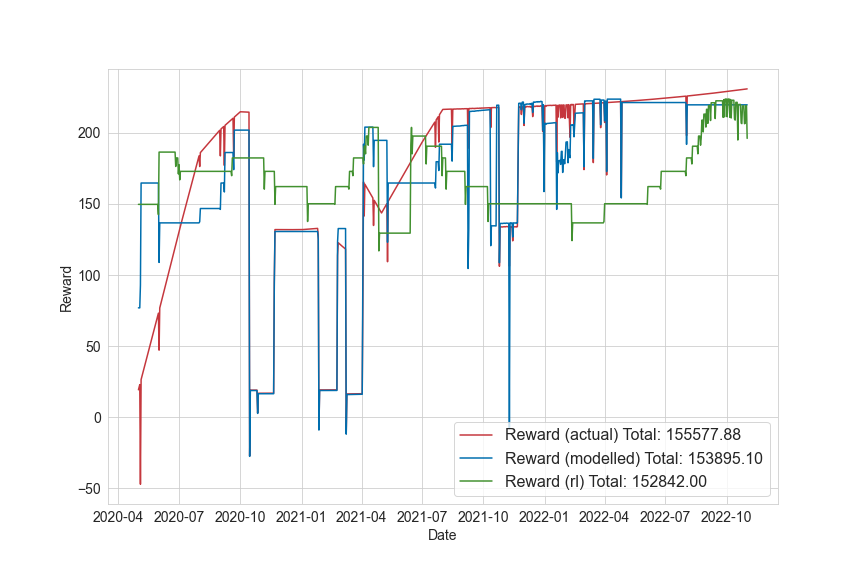 Reward
200
150
100
50
0
−50
Reward (actual) Total: 155577.88
Reward (modelled) Total: 153895.10
Reward (rl) Total: 152842.00
2020-04 2020-07 2020-10 2021-01 2021-04 2021-07 2021-10 2022-01 2022-04 2022-07 2022-10
Date